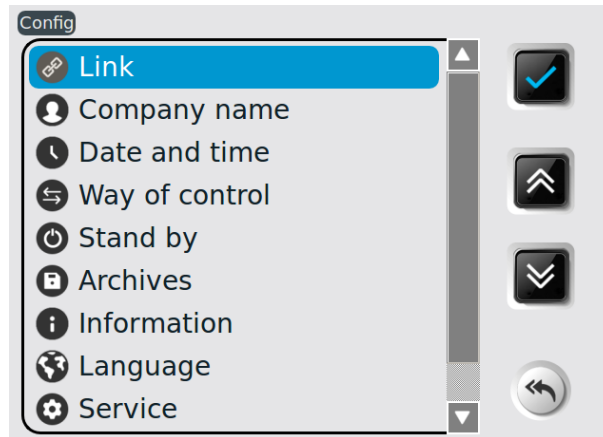 Config
Link
Company name
Date and time
Way of control
Stand by
Archives
Information
Language
Service